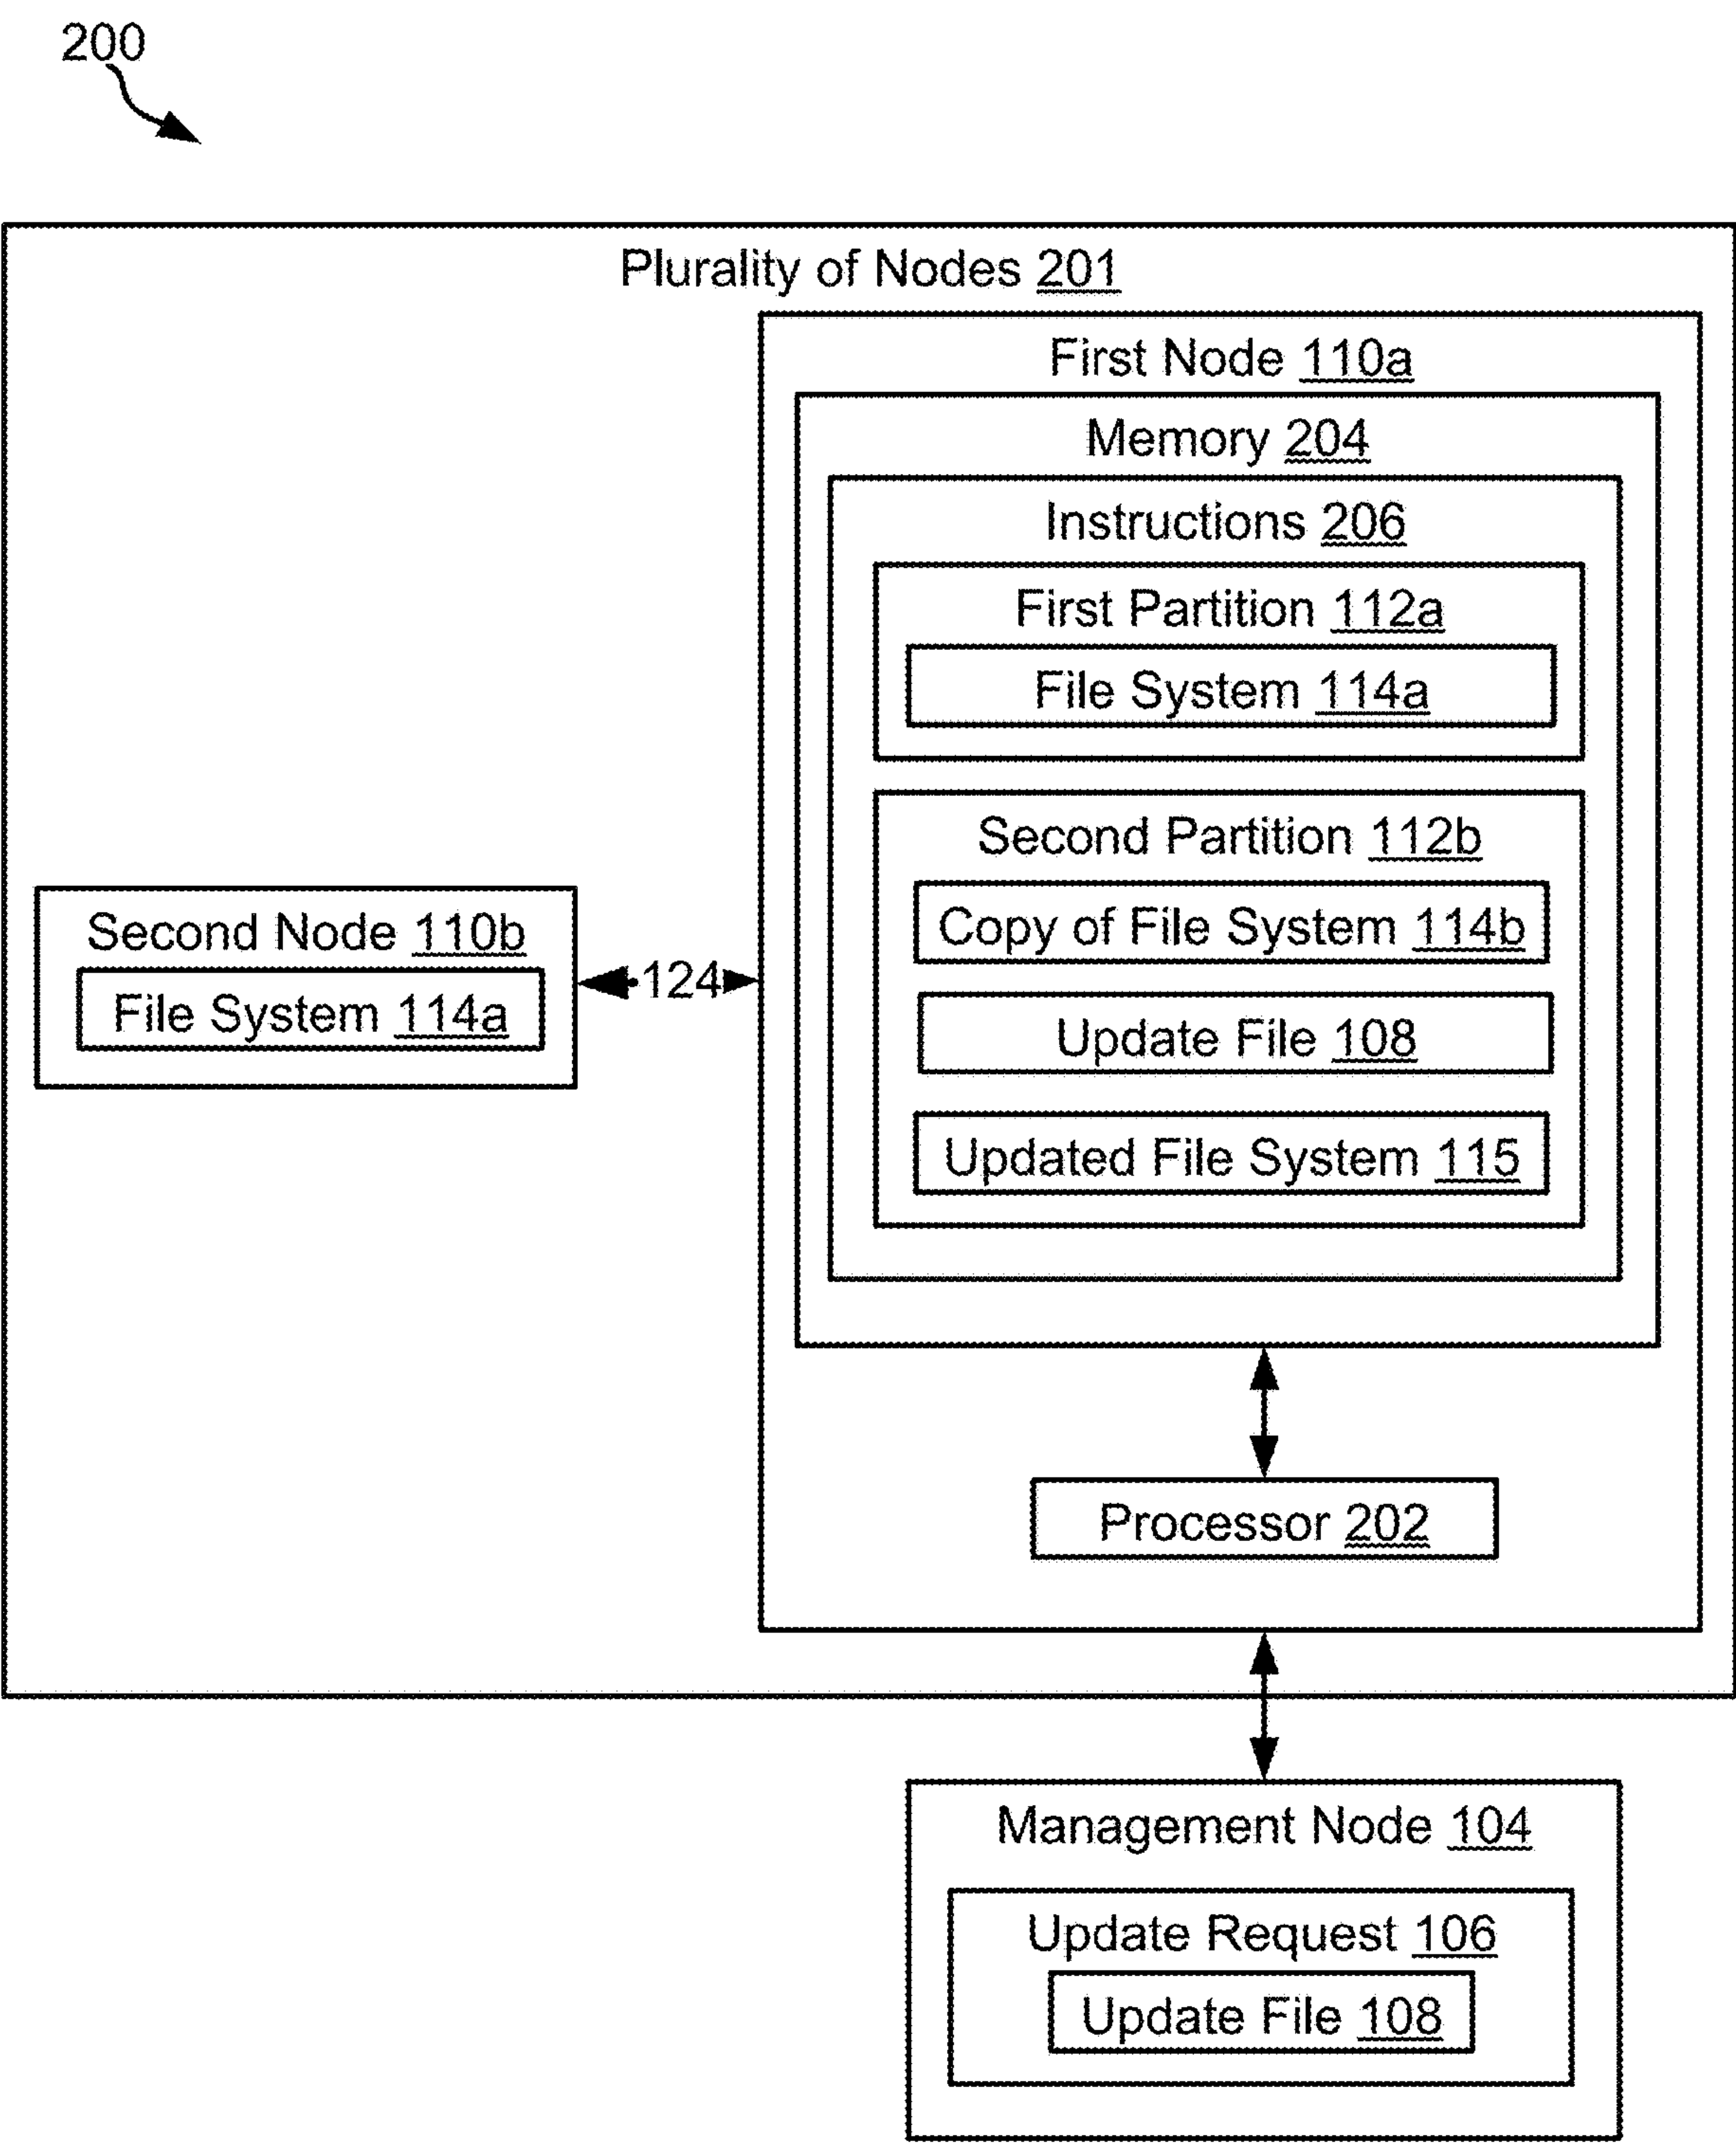 200
Plurality of Nodes 201
First Node 110a
Memory 204
Instructions 206
First Partition 112a
File System 114a
Second Partition 112b
Copy of File System 114b
Second Node 110b
124
File System 114a
Update File 108
Updated File System 115
Processor 202
Management Node 104
Update Request 106
Update File 108